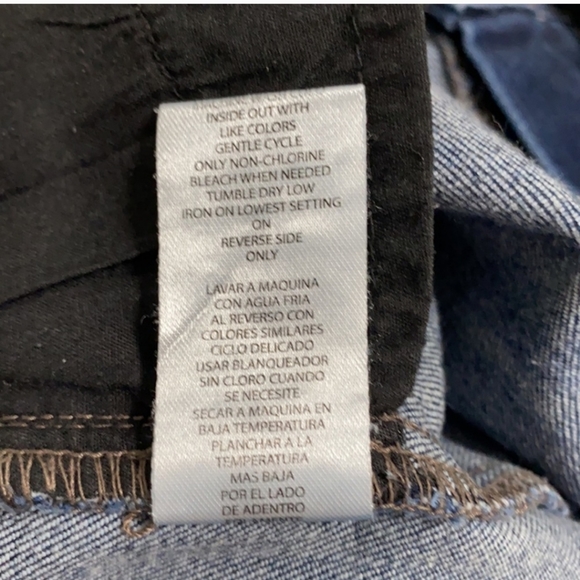 INSIDE OUT WITH
LIKE COLORS
GENTLE CYCLE
ONLY NON-CHLORINE
BLEACH WHEN NEEDED
TUMBLE DRY LOW
IRON ON LOWEST SETTING
ON
REVERSE SIDE
ONLY
LAVAR A MAQUINA
CON AGUA FRIA
AL REVERSO CON
COLORES SIMILARES
CICLO DELICADO
USAR BLANQUEADOR
SIN CLORO CUANDO
SE NECESITE
SECAR A MAQUINA EN
BAJA TEMPERATURA
PLANCHAR A LA
TEMPERATURA
MAS BAJA
POR EL LADO
DE ADENTRO